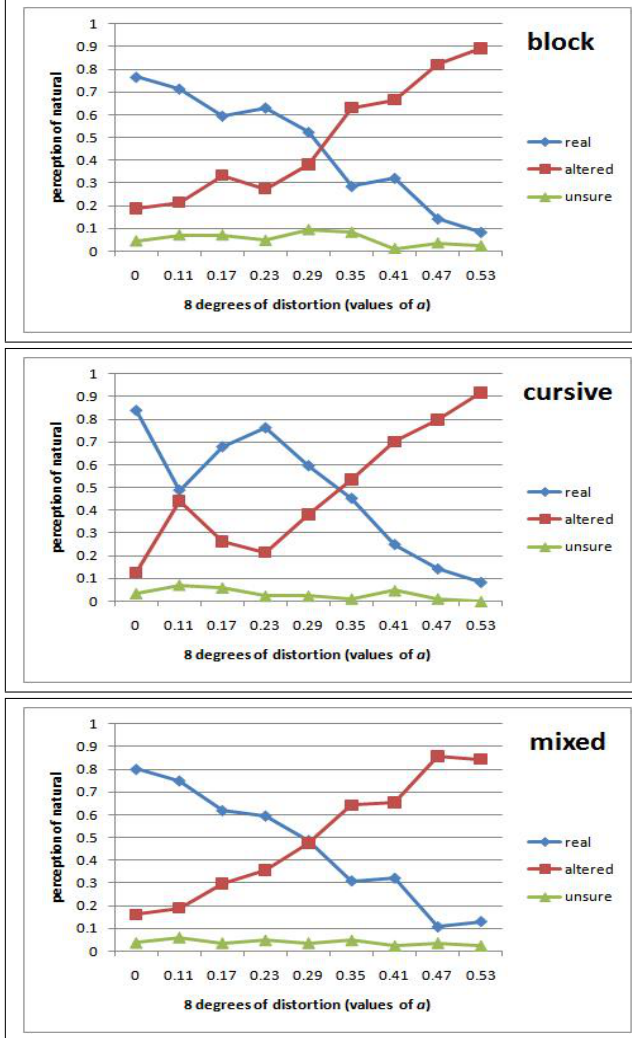 block
perception of natural
1
0.9
0.8
0.7
0.6
0.5
0.4
0.3
0.2
0.1
0
0 0.11 0.17 0.23 0.29 0.35 0.41 0.47 0.53
8 degrees of distortion (values of a)
real
altered
unsure
cursive
perception of natural
1
0.9
0.8
0.7
0.6
0.5
0.4
0.3
0.2
0.1
0
0 0.11 0.17 0.23 0.29 0.35 0.41 0.47 0.53
8 degrees of distortion (values of a)
real
altered
unsure
mixed
perception of natural
1
0.9
0.8
0.7
0.6
0.5
0.4
0.3
0.2
0.1
0
0 0.11 0.17 0.23 0.29 0.35 0.41 0.47 0.53
8 degrees of distortion (values of a)
real
altered
unsure